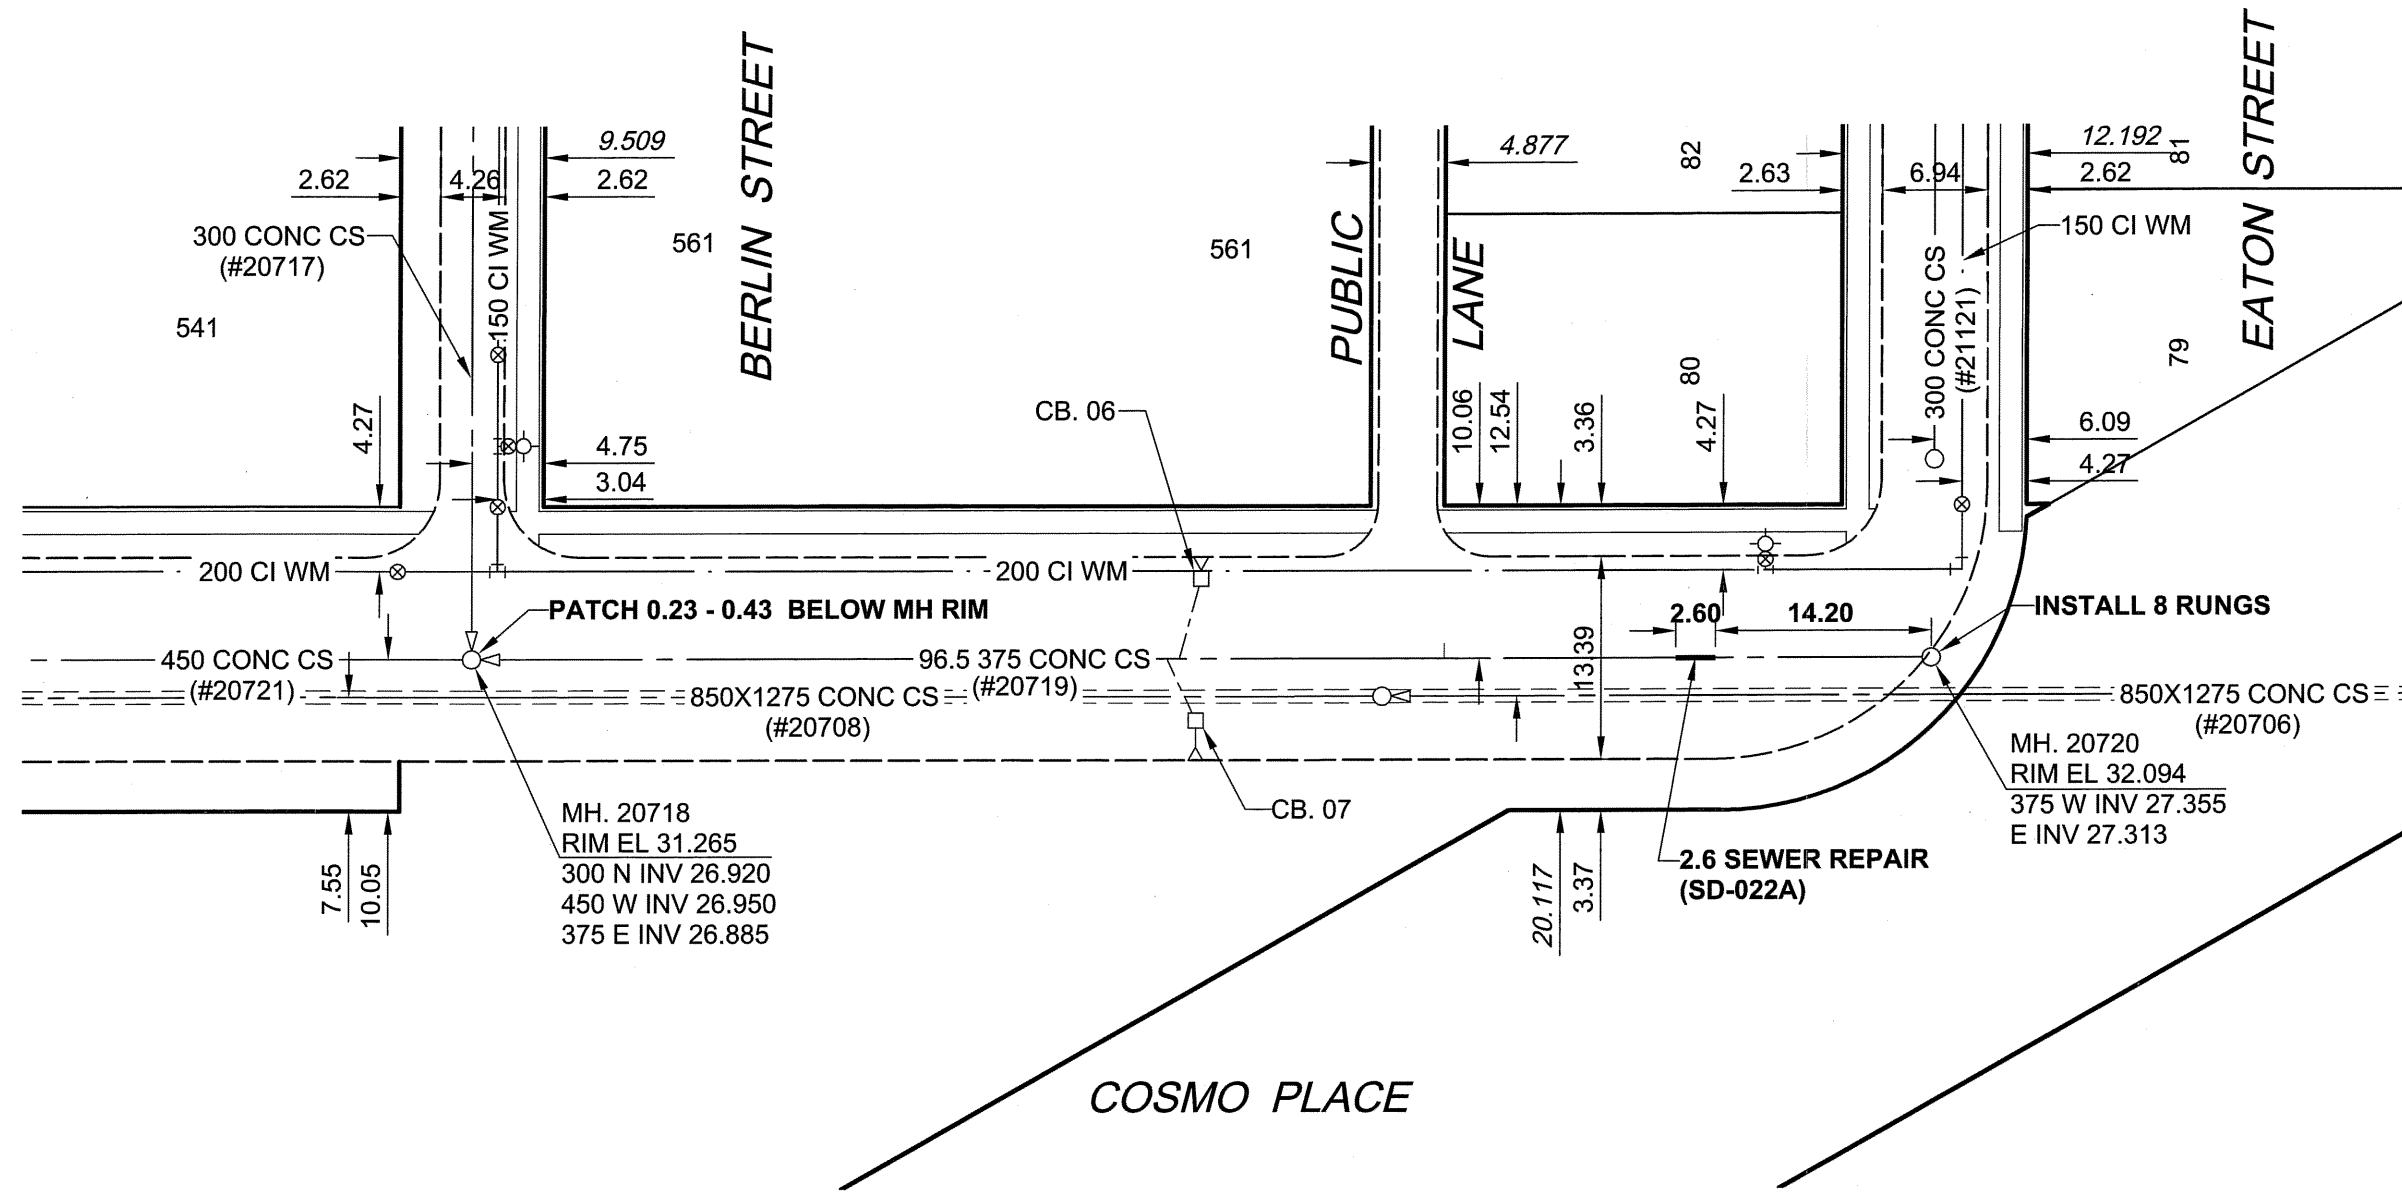 BERLIN STREET
EATON STREET
9.509
4.877
12.192
82
81
2.62
4.26
2.62
2.63
6.94
2.62
300 CONC CS
(#20717)
150 CI WM
561
PUBLIC
LANE
561
150 CI WM
300 CONC CS
(#21121)
541
79
80
CB. 06
4.27
10.06
12.54
3.36
4.27
6.09
4.75
4.27
3.04
200 CI WM
200 CI WM
PATCH 0.23 - 0.43 BELOW MH RIM
2.60
14.20
INSTALL 8 RUNGS
13.39
450 CONC CS
(#20721)
96.5 375 CONC CS
(#20719)
850X1275 CONC CS
(#20708)
850X1275 CONC CS
(#20706)
MH. 20720
RIM EL 32.094
375 W INV 27.355
E INV 27.313
MH. 20718
RIM EL 31.265
300 N INV 26.920
450 W INV 26.950
375 E INV 26.885
CB. 07
7.55
10.05
20.117
3.37
2.6 SEWER REPAIR
(SD-022A)
COSMO PLACE